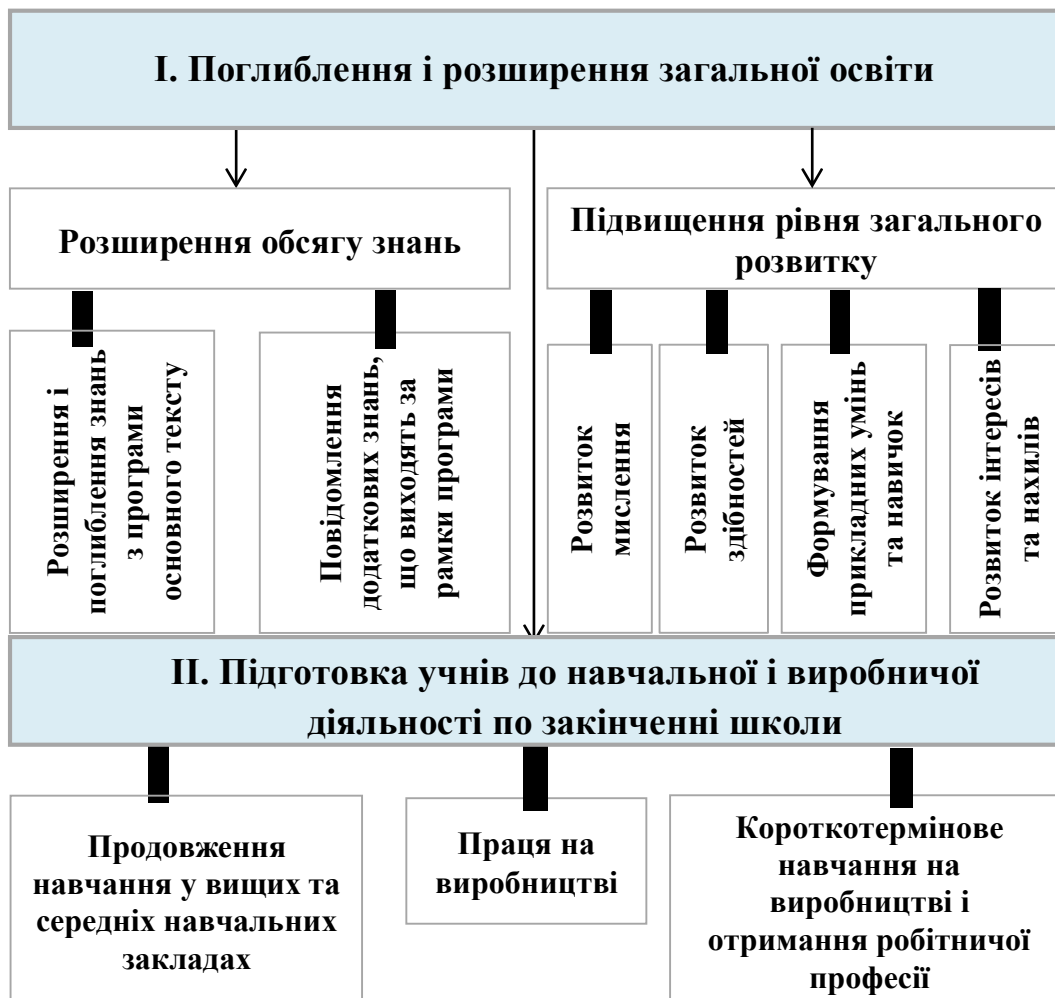 І. Поглиблення і розширення загальної освіти
Розширення обсягу знань
Підвищення рівня загального
розвитку
Розширення і
поглиблення знань
з програми
основного тексту
Повідомлення
додаткових знань,
що виходять за
рамки програми
Розвиток
мислення
Розвиток
здібностей
Формування
прикладних умінь
та навичок
Розвиток інтересів
та нахилів
ІІ. Підготовка учнів до навчальної і виробничої
діяльності по закінченні школи
Продовження
навчання у вищих та
середніх навчальних
закладах
Праця на
виробництві
Короткотермінове
навчання на
виробництві і
отримання робітничої
професії